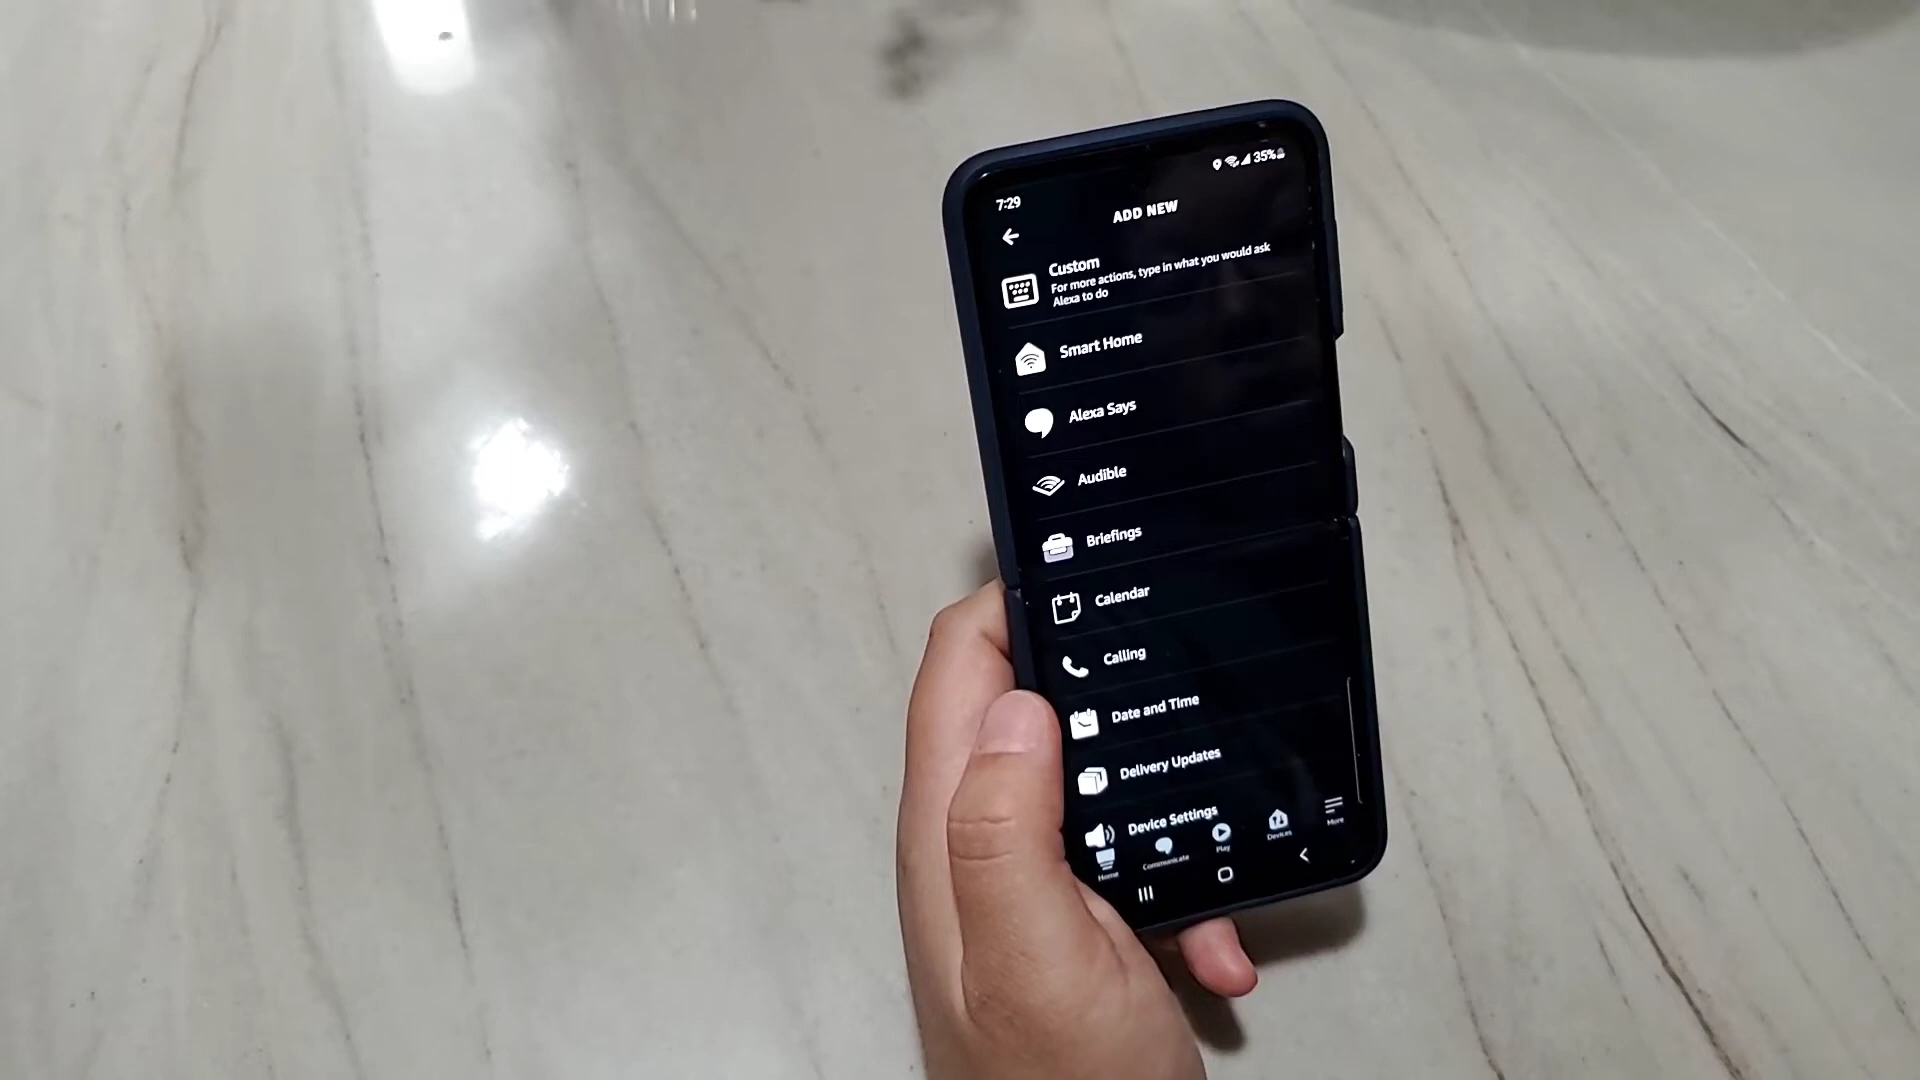 35%
7:29
ADD NEW
Custom
For more actions, type in what you would ask
Alexa to do
Smart Home
Alexa Says
Audible
Briefings
Calendar
Calling
Date and Time
Delivery Updates
Device Settings
Home
Communicate
Play
Devices
More